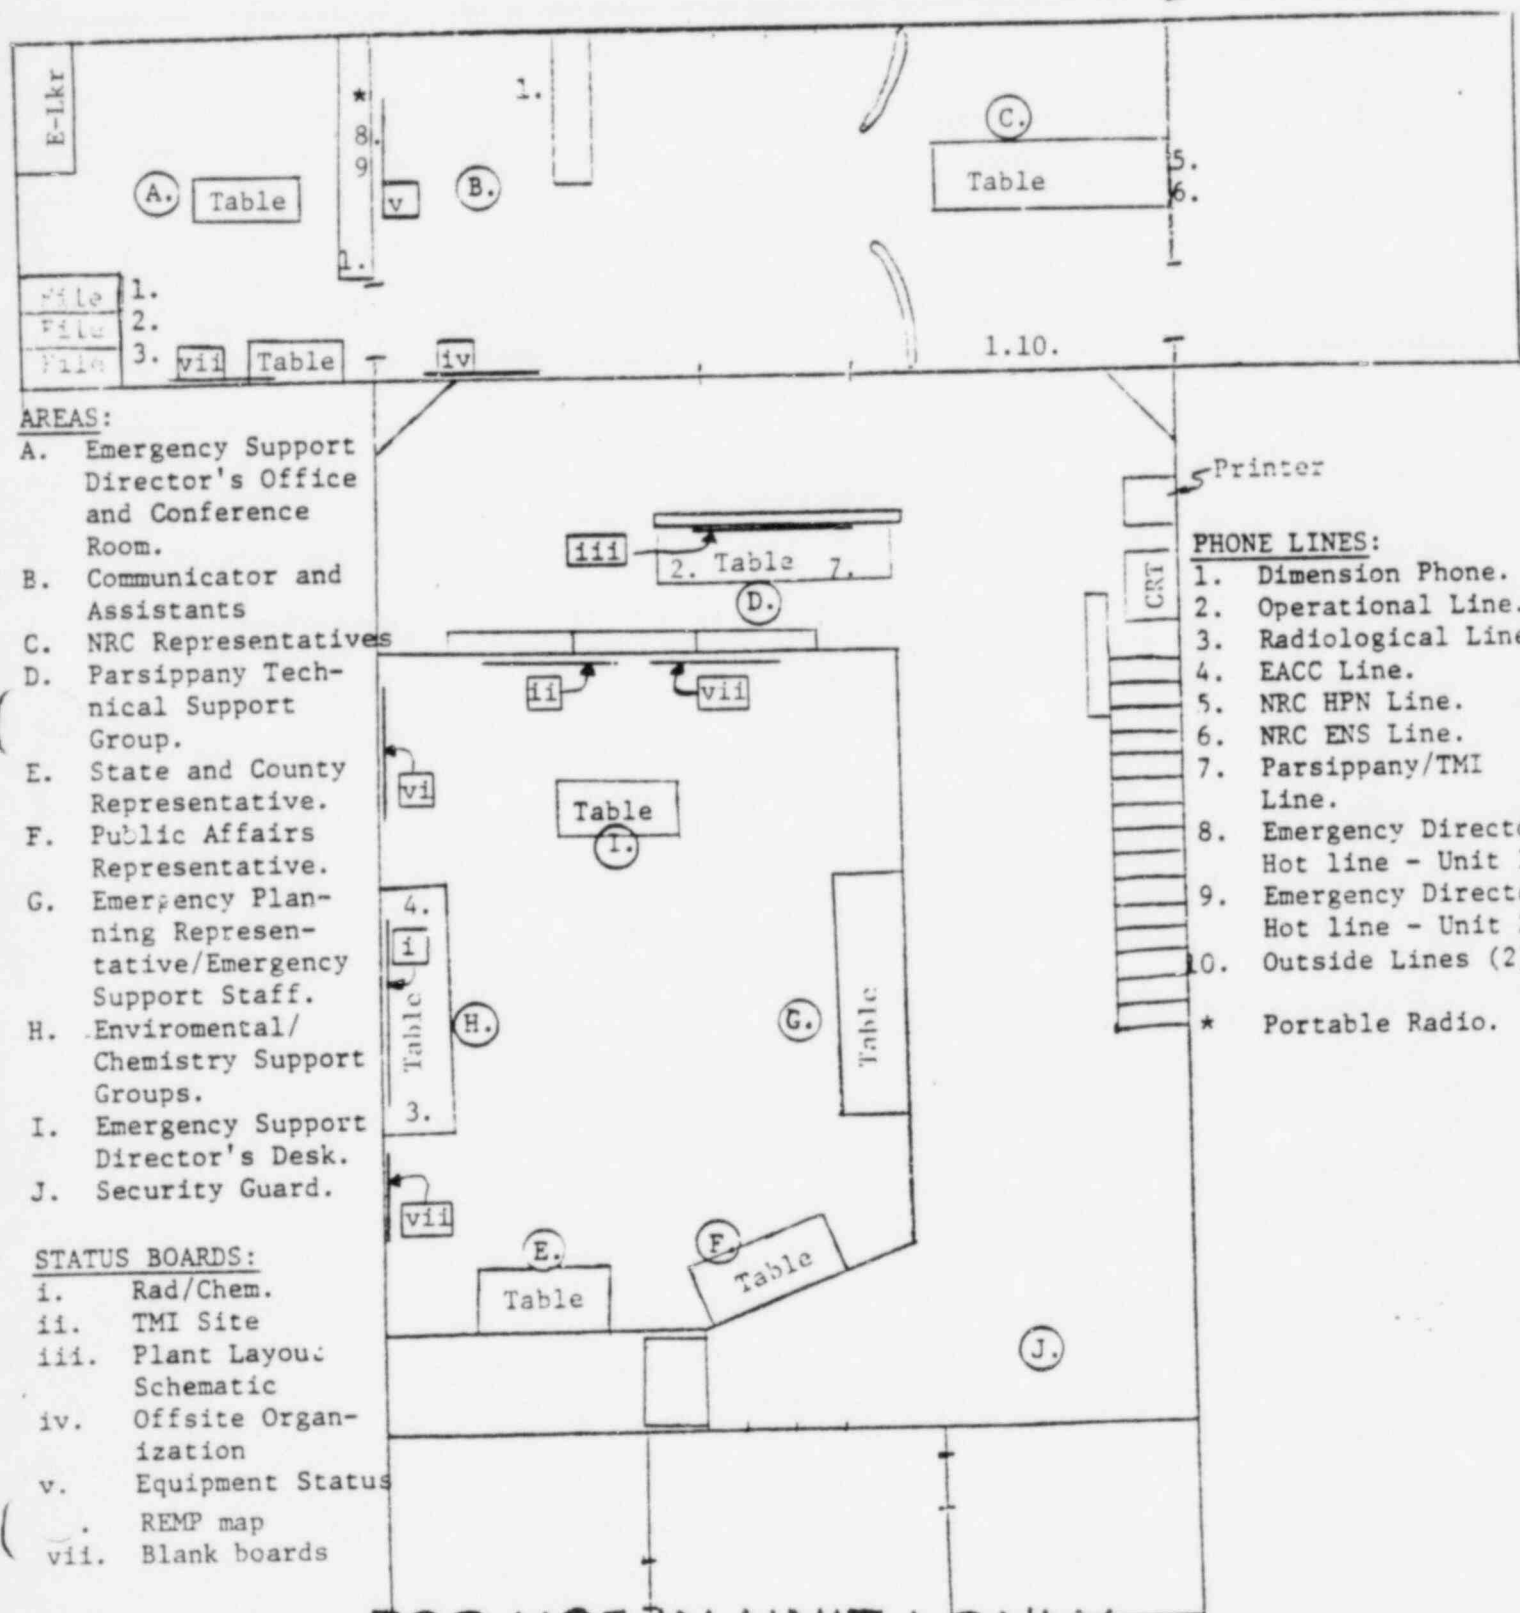 E-Lkr
*
8.
9
1.
1.
A.
Table
v
B.
C.
Table
5.
6.
File 1.
File 2.
File 3.
vii
Table
iv
1.10.
AREAS:
A. Emergency Support
Director's Office
and Conference
Room.
B. Communicator and
Assistants
C. NRC Representatives
D. Parsippany Tech-
nical Support
Group.
E. State and County
Representative.
F. Public Affairs
Representative.
G. Emergency Plan-
ning Represen-
tative/Emergency
Support Staff.
H. Enviromental/
Chemistry Support
Groups.
I. Emergency Support
Director's Desk.
J. Security Guard.
STATUS BOARDS:
i. Rad/Chem.
ii. TMI Site
iii. Plant Layout
Schematic
iv. Offsite Organ-
ization
v. Equipment Status
. REMP map
vii. Blank boards
iii
2. Table 7.
D.
ii
vii
vi
Table
I.
4.
i
Table
3.
H.
G.
Table
vii
E.
Table
F
Table
J.
Printer
CRT
PHONE LINES:
1. Dimension Phone.
2. Operational Line.
3. Radiological Line
4. EACC Line.
5. NRC HPN Line.
6. NRC ENS Line.
7. Parsippany/TMI
Line.
8. Emergency Directo
Hot line - Unit
9. Emergency Directo
Hot line - Unit
10. Outside Lines (2
* Portable Radio.